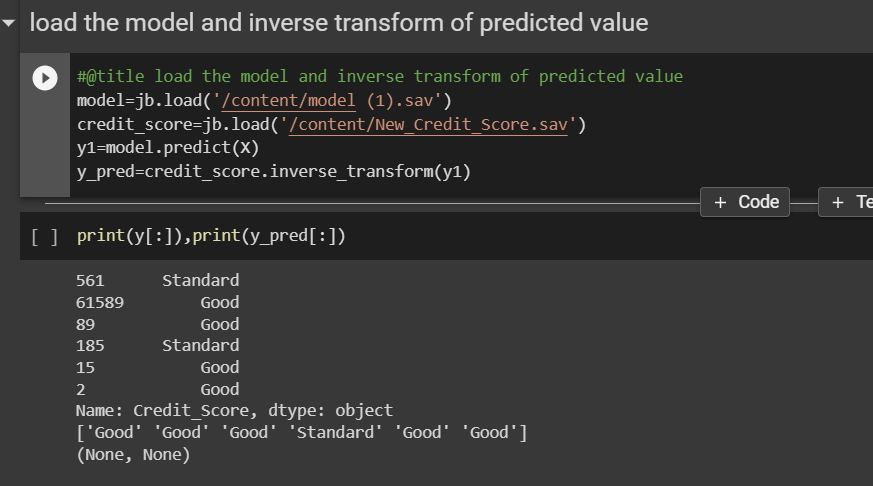 load the model and inverse transform of predicted value
#@title load the model and inverse transform of predicted value
model=jb.load('/content/model (1).sav')
credit_score=jb.load('/content/New_Credit_Score.sav')
y1=model.predict(X)
y_pred=credit_score.inverse_transform(y1)
+ Code + Te
[ ] print(y[:]),print(y_pred[:])
561 Standard
61589 Good
89 Good
185 Standard
15 Good
2 Good
Name: Credit_Score, dtype: object
['Good' 'Good' 'Good' 'Standard' 'Good' 'Good']
(None, None)